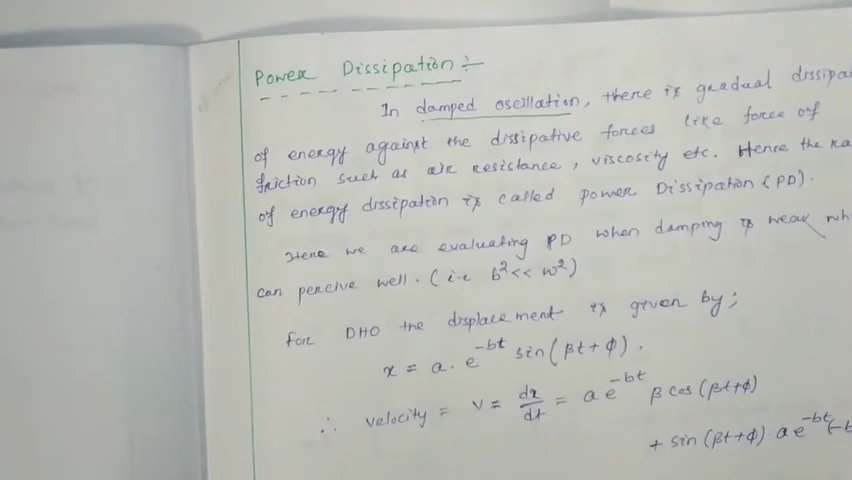 Power Dissipation :-
In damped oscillation, there is gradual dissipat
of energy against the dissipative forces like force of
friction such as air resistance, viscosity etc. Hence the ra
of energy dissipation is called power Dissipation (PD).
Here we are evaluating PD when damping is weak wh
can percive well. (i.e b² << ω²)
for DHO the displacement is given by;
x = a. e^{-bt} sin(βt+ϕ).
∴ velocity = v = dx/dt = a e^{-bt} β cos(βt+ϕ)
+ sin(βt+ϕ). a e^{-bt} (-b